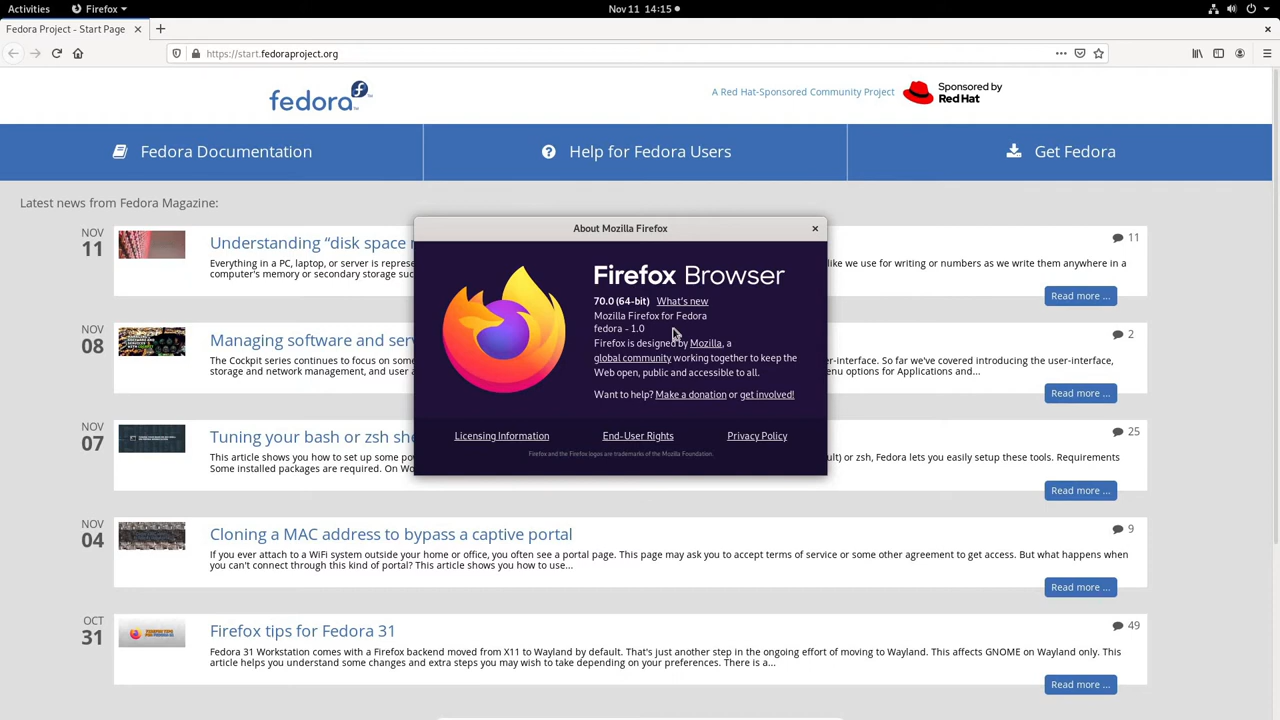 Activities Firefox Nov 11 14:15
Fedora Project - Start Page
https://start.fedoraproject.org
fedora
A Red Hat-Sponsored Community Project
Sponsored by
Red Hat
Fedora Documentation
Help for Fedora Users
Get Fedora
Latest news from Fedora Magazine:
NOV
11
Understanding “disk space
11
Everything in a PC, laptop, or server is represe
like we use for writing or numbers as we write them anywhere in a
computer's memory or secondary storage suc
Read more ...
About Mozilla Firefox
Firefox Browser
70.0 (64-bit) What's new
Mozilla Firefox for Fedora
fedora - 1.0
Firefox is designed by Mozilla, a
global community working together to keep the
Web open, public and accessible to all.
Want to help? Make a donation or get involved!
Licensing Information End-User Rights Privacy Policy
Firefox and the Firefox logos are trademarks of the Mozilla Foundation.
NOV
08
Managing software and ser
2
The Cockpit series continues to focus on some
er-interface. So far we've covered introducing the user-interface,
storage and network management, and user a
enu options for Applications and...
Read more ...
NOV
07
Tuning your bash or zsh she
25
This article shows you how to set up some po
ult) or zsh, Fedora lets you easily setup these tools. Requirements
Some installed packages are required. On Wo
Read more ...
NOV
04
Cloning a MAC address to bypass a captive portal
9
If you ever attach to a WiFi system outside your home or office, you often see a portal page. This page may ask you to accept terms of service or some other agreement to get access. But what happens when
you can't connect through this kind of portal? This article shows you how to use...
Read more ...
OCT
31
Firefox tips for Fedora 31
49
Fedora 31 Workstation comes with a Firefox backend moved from X11 to Wayland by default. That's just another step in the ongoing effort of moving to Wayland. This affects GNOME on Wayland only. This
article helps you understand some changes and extra steps you may wish to take depending on your preferences. There is a...
Read more ...